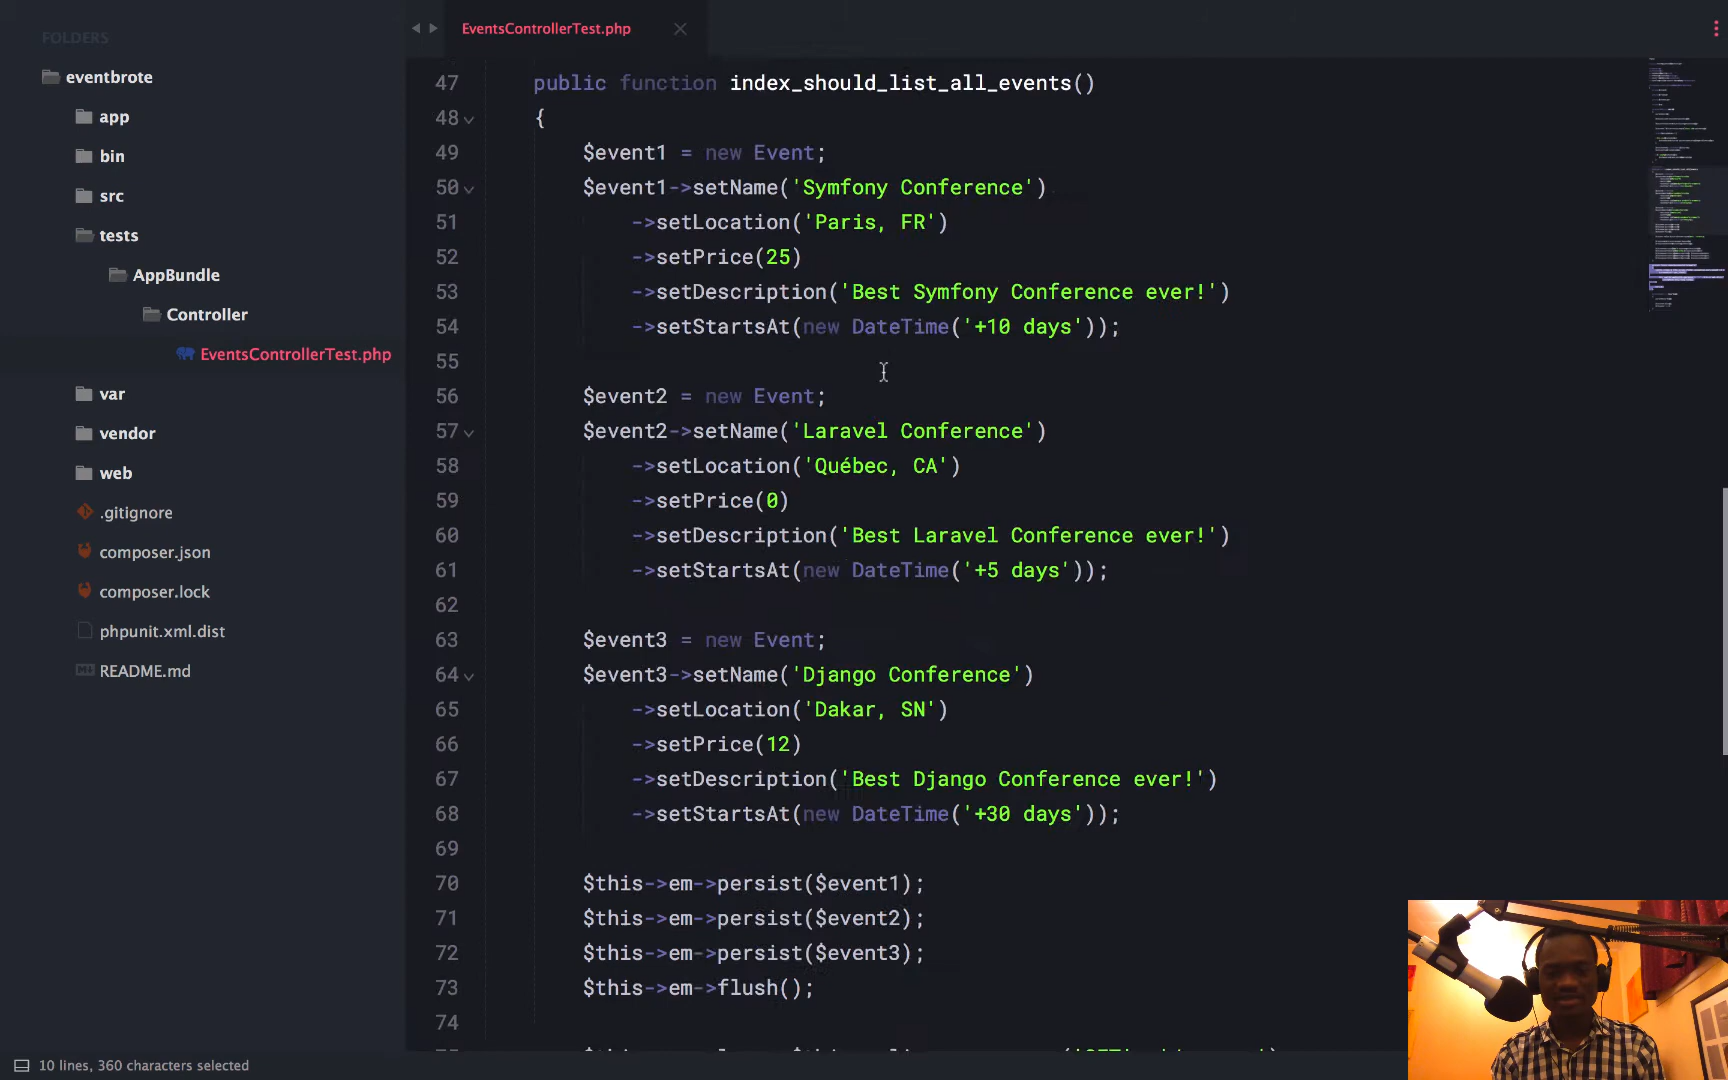 FOLDERS
eventbrote
app
bin
src
tests
AppBundle
Controller
EventsControllerTest.php
var
vendor
web
.gitignore
composer.json
composer.lock
phpunit.xml.dist
README.md
EventsControllerTest.php
47 public function index_should_list_all_events()
48 {
49 $event1 = new Event;
50 $event1->setName('Symfony Conference')
51 ->setLocation('Paris, FR')
52 ->setPrice(25)
53 ->setDescription('Best Symfony Conference ever!')
54 ->setStartsAt(new DateTime('+10 days'));
55
56 $event2 = new Event;
57 $event2->setName('Laravel Conference')
58 ->setLocation('Québec, CA')
59 ->setPrice(0)
60 ->setDescription('Best Laravel Conference ever!')
61 ->setStartsAt(new DateTime('+5 days'));
62
63 $event3 = new Event;
64 $event3->setName('Django Conference')
65 ->setLocation('Dakar, SN')
66 ->setPrice(12)
67 ->setDescription('Best Django Conference ever!')
68 ->setStartsAt(new DateTime('+30 days'));
69
70 $this->em->persist($event1);
71 $this->em->persist($event2);
72 $this->em->persist($event3);
73 $this->em->flush();
74
10 lines, 360 characters selected